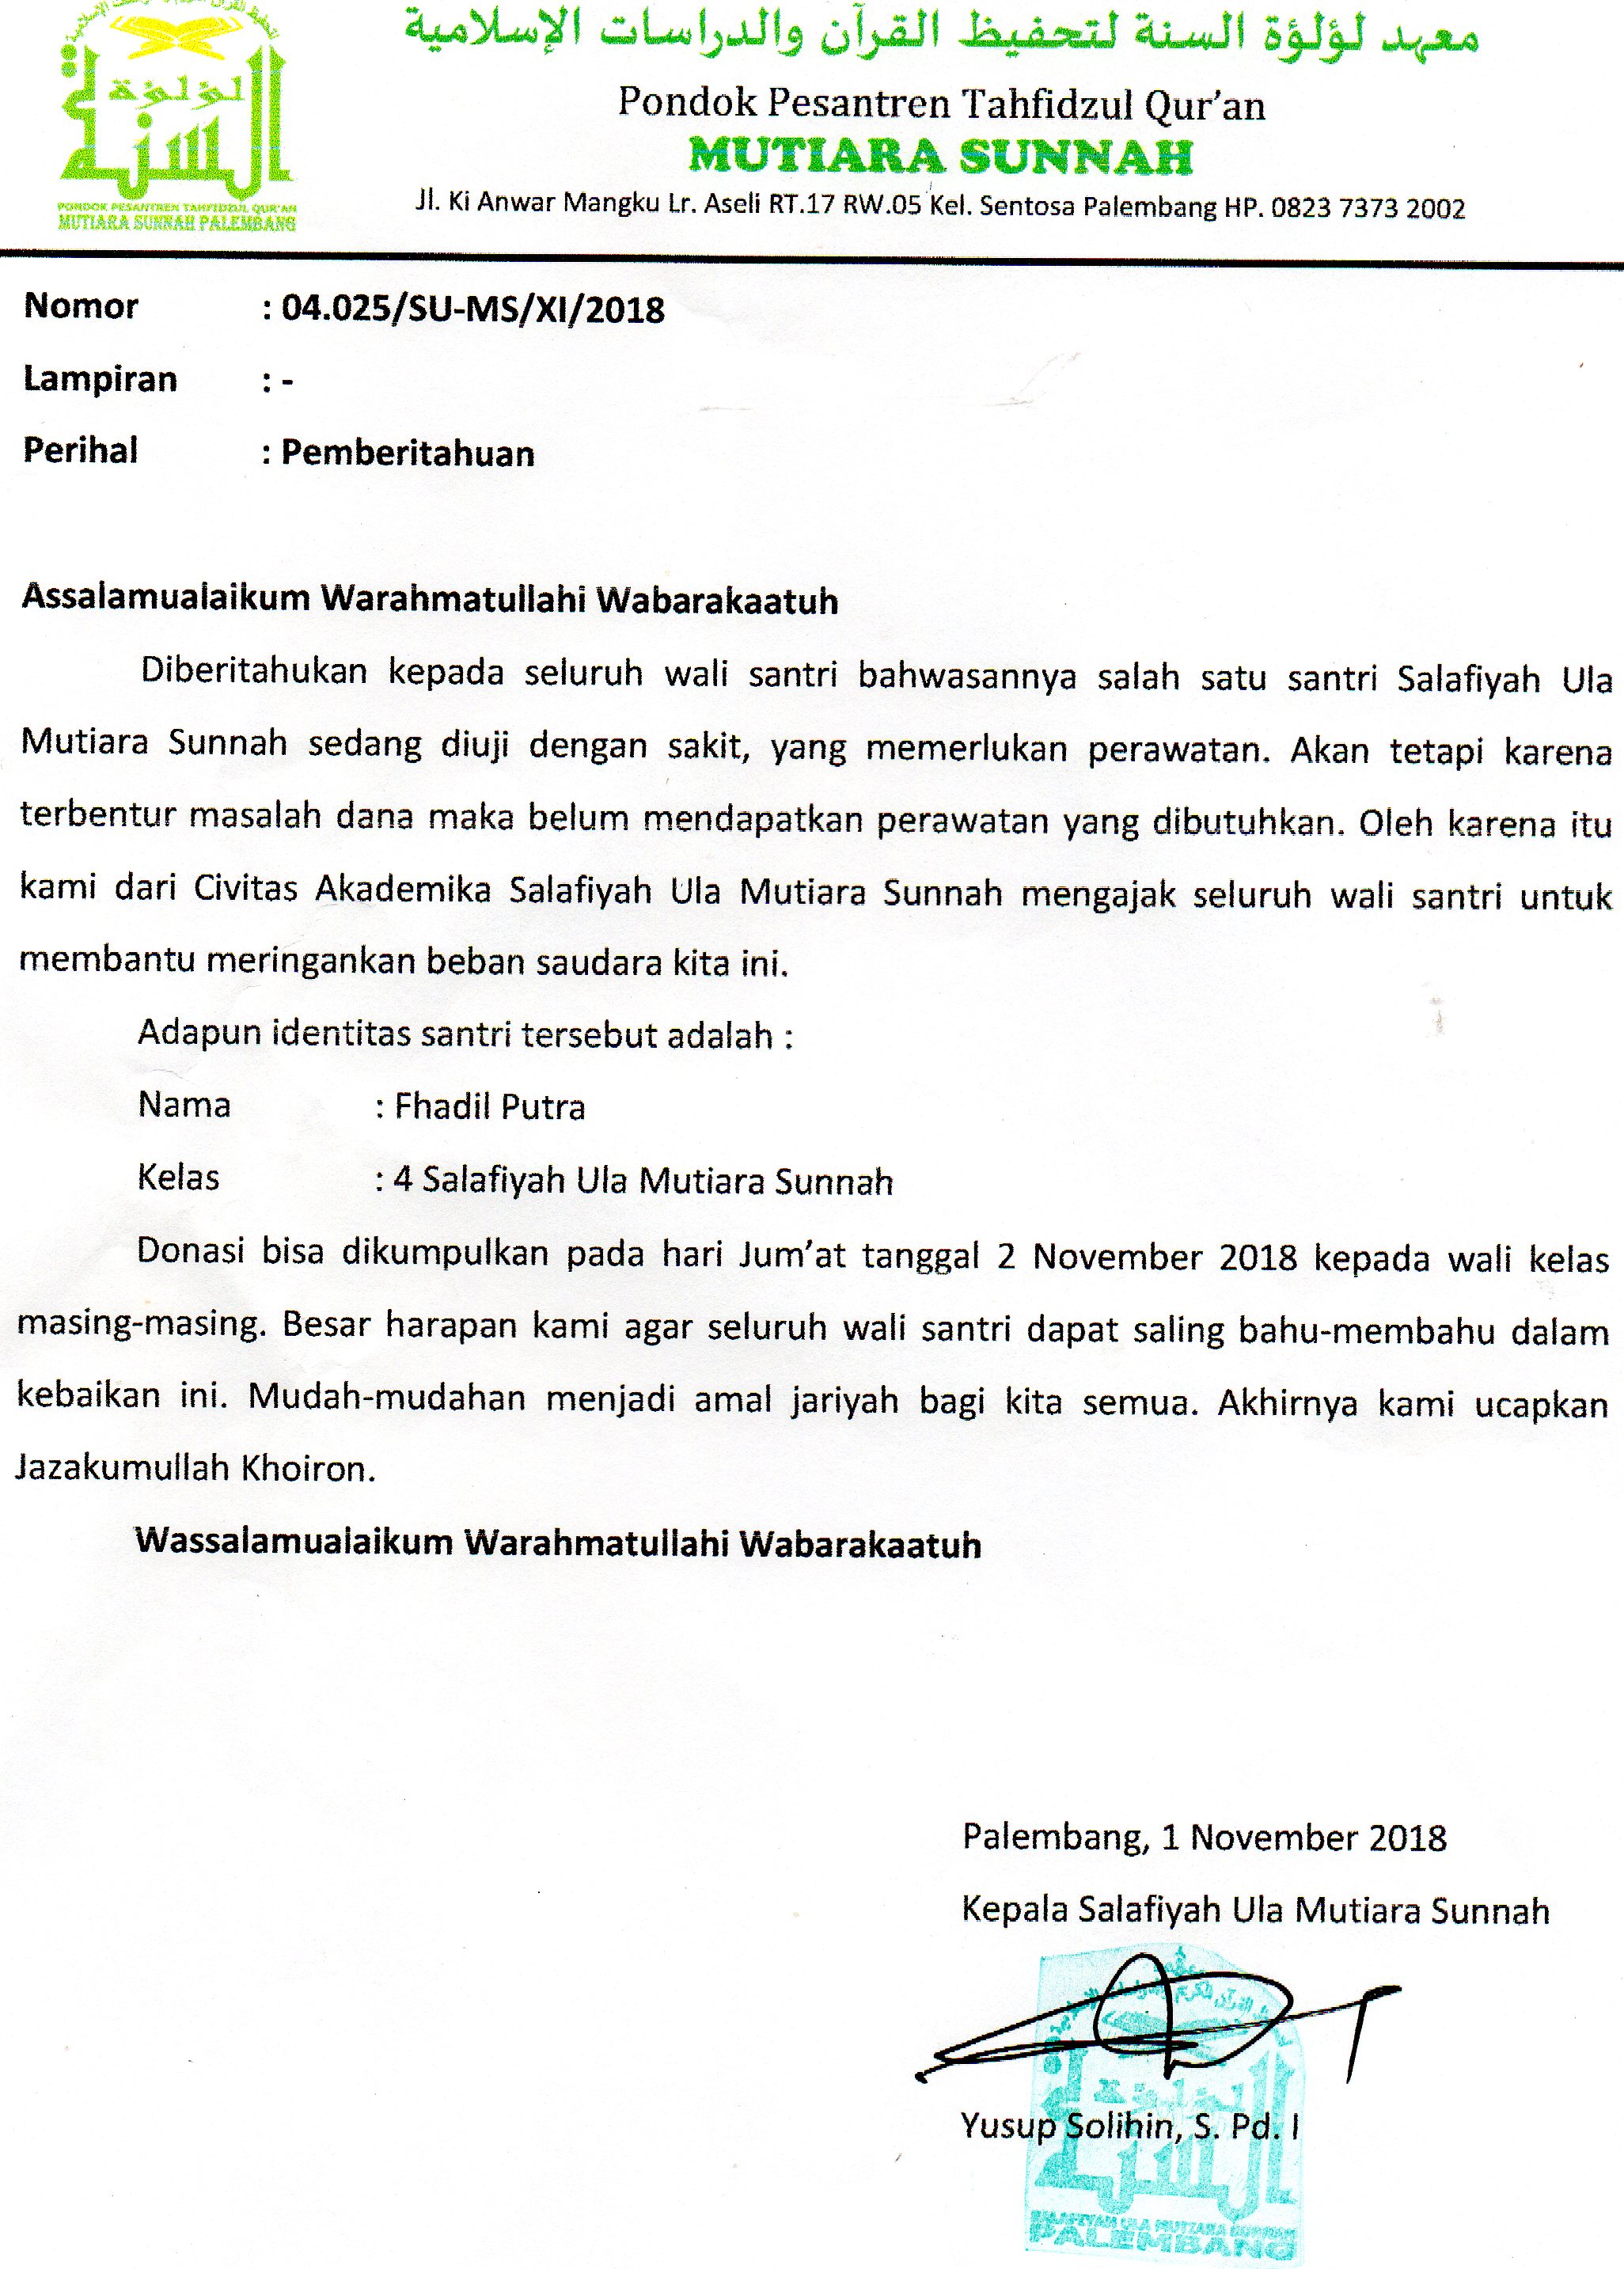 معهد لؤلؤة السنة لتحفيظ القرآن والدراسات الإسلامية
Pondok Pesantren Tahfidzul Qur'an
MUTIARA SUNNAH
Jl. Ki Anwar Mangku Lr. Aseli RT.17 RW.05 Kel. Sentosa Palembang HP. 0823 7373 2002
لؤلؤة
السنة
PONDOK PESANTREN TAHFIDZUL QUR'AN
MUTIARA SUNNAH PALEMBANG
Nomor : 04.025/SU-MS/XI/2018
Lampiran : -
Perihal : Pemberitahuan
Assalamualaikum Warahmatullahi Wabarakaatuh
Diberitahukan kepada seluruh wali santri bahwasannya salah satu santri Salafiyah Ula
Mutiara Sunnah sedang diuji dengan sakit, yang memerlukan perawatan. Akan tetapi karena
terbentur masalah dana maka belum mendapatkan perawatan yang dibutuhkan. Oleh karena itu
kami dari Civitas Akademika Salafiyah Ula Mutiara Sunnah mengajak seluruh wali santri untuk
membantu meringankan beban saudara kita ini.
Adapun identitas santri tersebut adalah :
Nama : Fhadil Putra
Kelas : 4 Salafiyah Ula Mutiara Sunnah
Donasi bisa dikumpulkan pada hari Jum'at tanggal 2 November 2018 kepada wali kelas
masing-masing. Besar harapan kami agar seluruh wali santri dapat saling bahu-membahu dalam
kebaikan ini. Mudah-mudahan menjadi amal jariyah bagi kita semua. Akhirnya kami ucapkan
Jazakumullah Khoiron.
Wassalamualaikum Warahmatullahi Wabarakaatuh
Palembang, 1 November 2018
Kepala Salafiyah Ula Mutiara Sunnah
Yusup Solihin, S. Pd. I
SALAFIYAH ULA MUTIARA SUNNAH
PALEMBANG